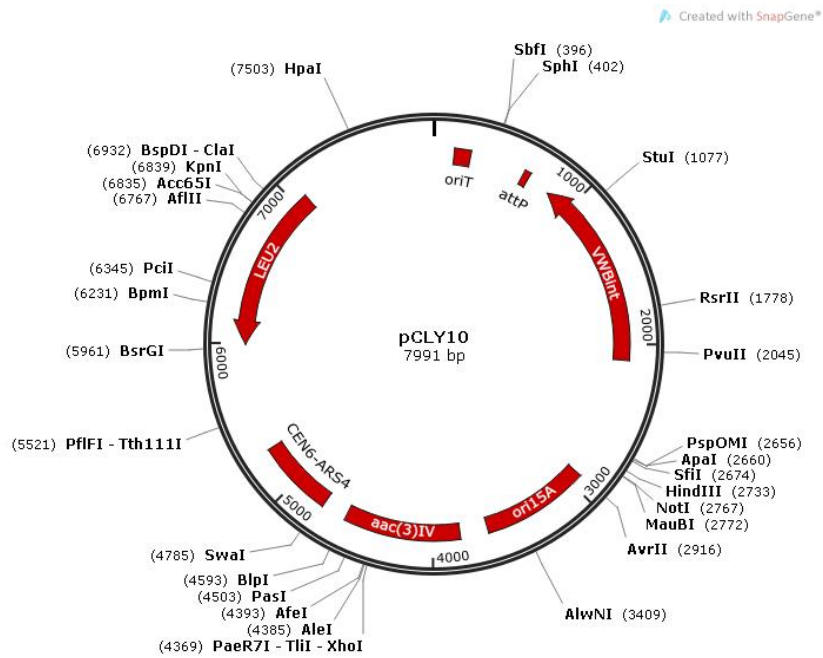 Created with SnapGene®
SbfI (396)
SphI (402)
StuI (1077)
RsrII (1778)
PvuII (2045)
PspOMI (2656)
ApaI (2660)
SfiI (2674)
HindIII (2733)
NotI (2767)
MauBI (2772)
AvrII (2916)
AlwNI (3409)
(7503) HpaI
(6932) BspDI - ClaI
(6839) KpnI
(6835) Acc65I
(6767) AflII
(6345) PciI
(6231) BpmI
(5961) BsrGI
(5521) PflFI - Tth111I
(4785) SwaI
(4593) BlpI
(4503) PasI
(4393) AfeI
(4385) AleI
(4369) PaeR7I - TliI - XhoI
oriT
attP
VWBint
ori15A
aac(3)IV
CEN6-ARS4
LEU2
1000
2000
3000
4000
5000
6000
7000
pCLY10
7991 bp